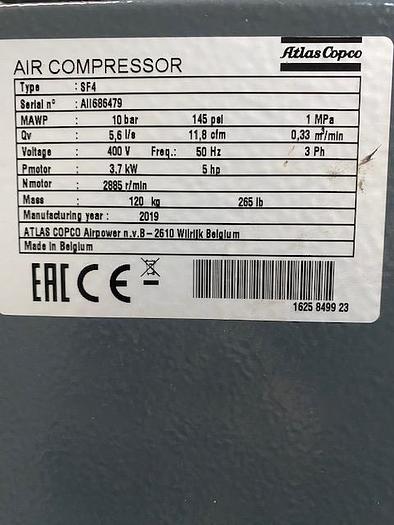 Atlas Copco
AIR COMPRESSOR
Type : SF4
Serial n° : AII686479
MAWP : 10 bar 145 psi 1 MPa
Qv : 5,6 l/s 11,8 cfm 0,33 m³/min
Voltage : 400 V Freq.: 50 Hz 3 Ph
Pmotor : 3.7 kW 5 hp
Nmotor : 2885 r/min
Mass : 120 kg 265 lb
Manufacturing year : 2019
ATLAS COPCO Airpower n.v.B – 2610 Wilrijk Belgium
Made in Belgium
EAC CE
1625 8499 23